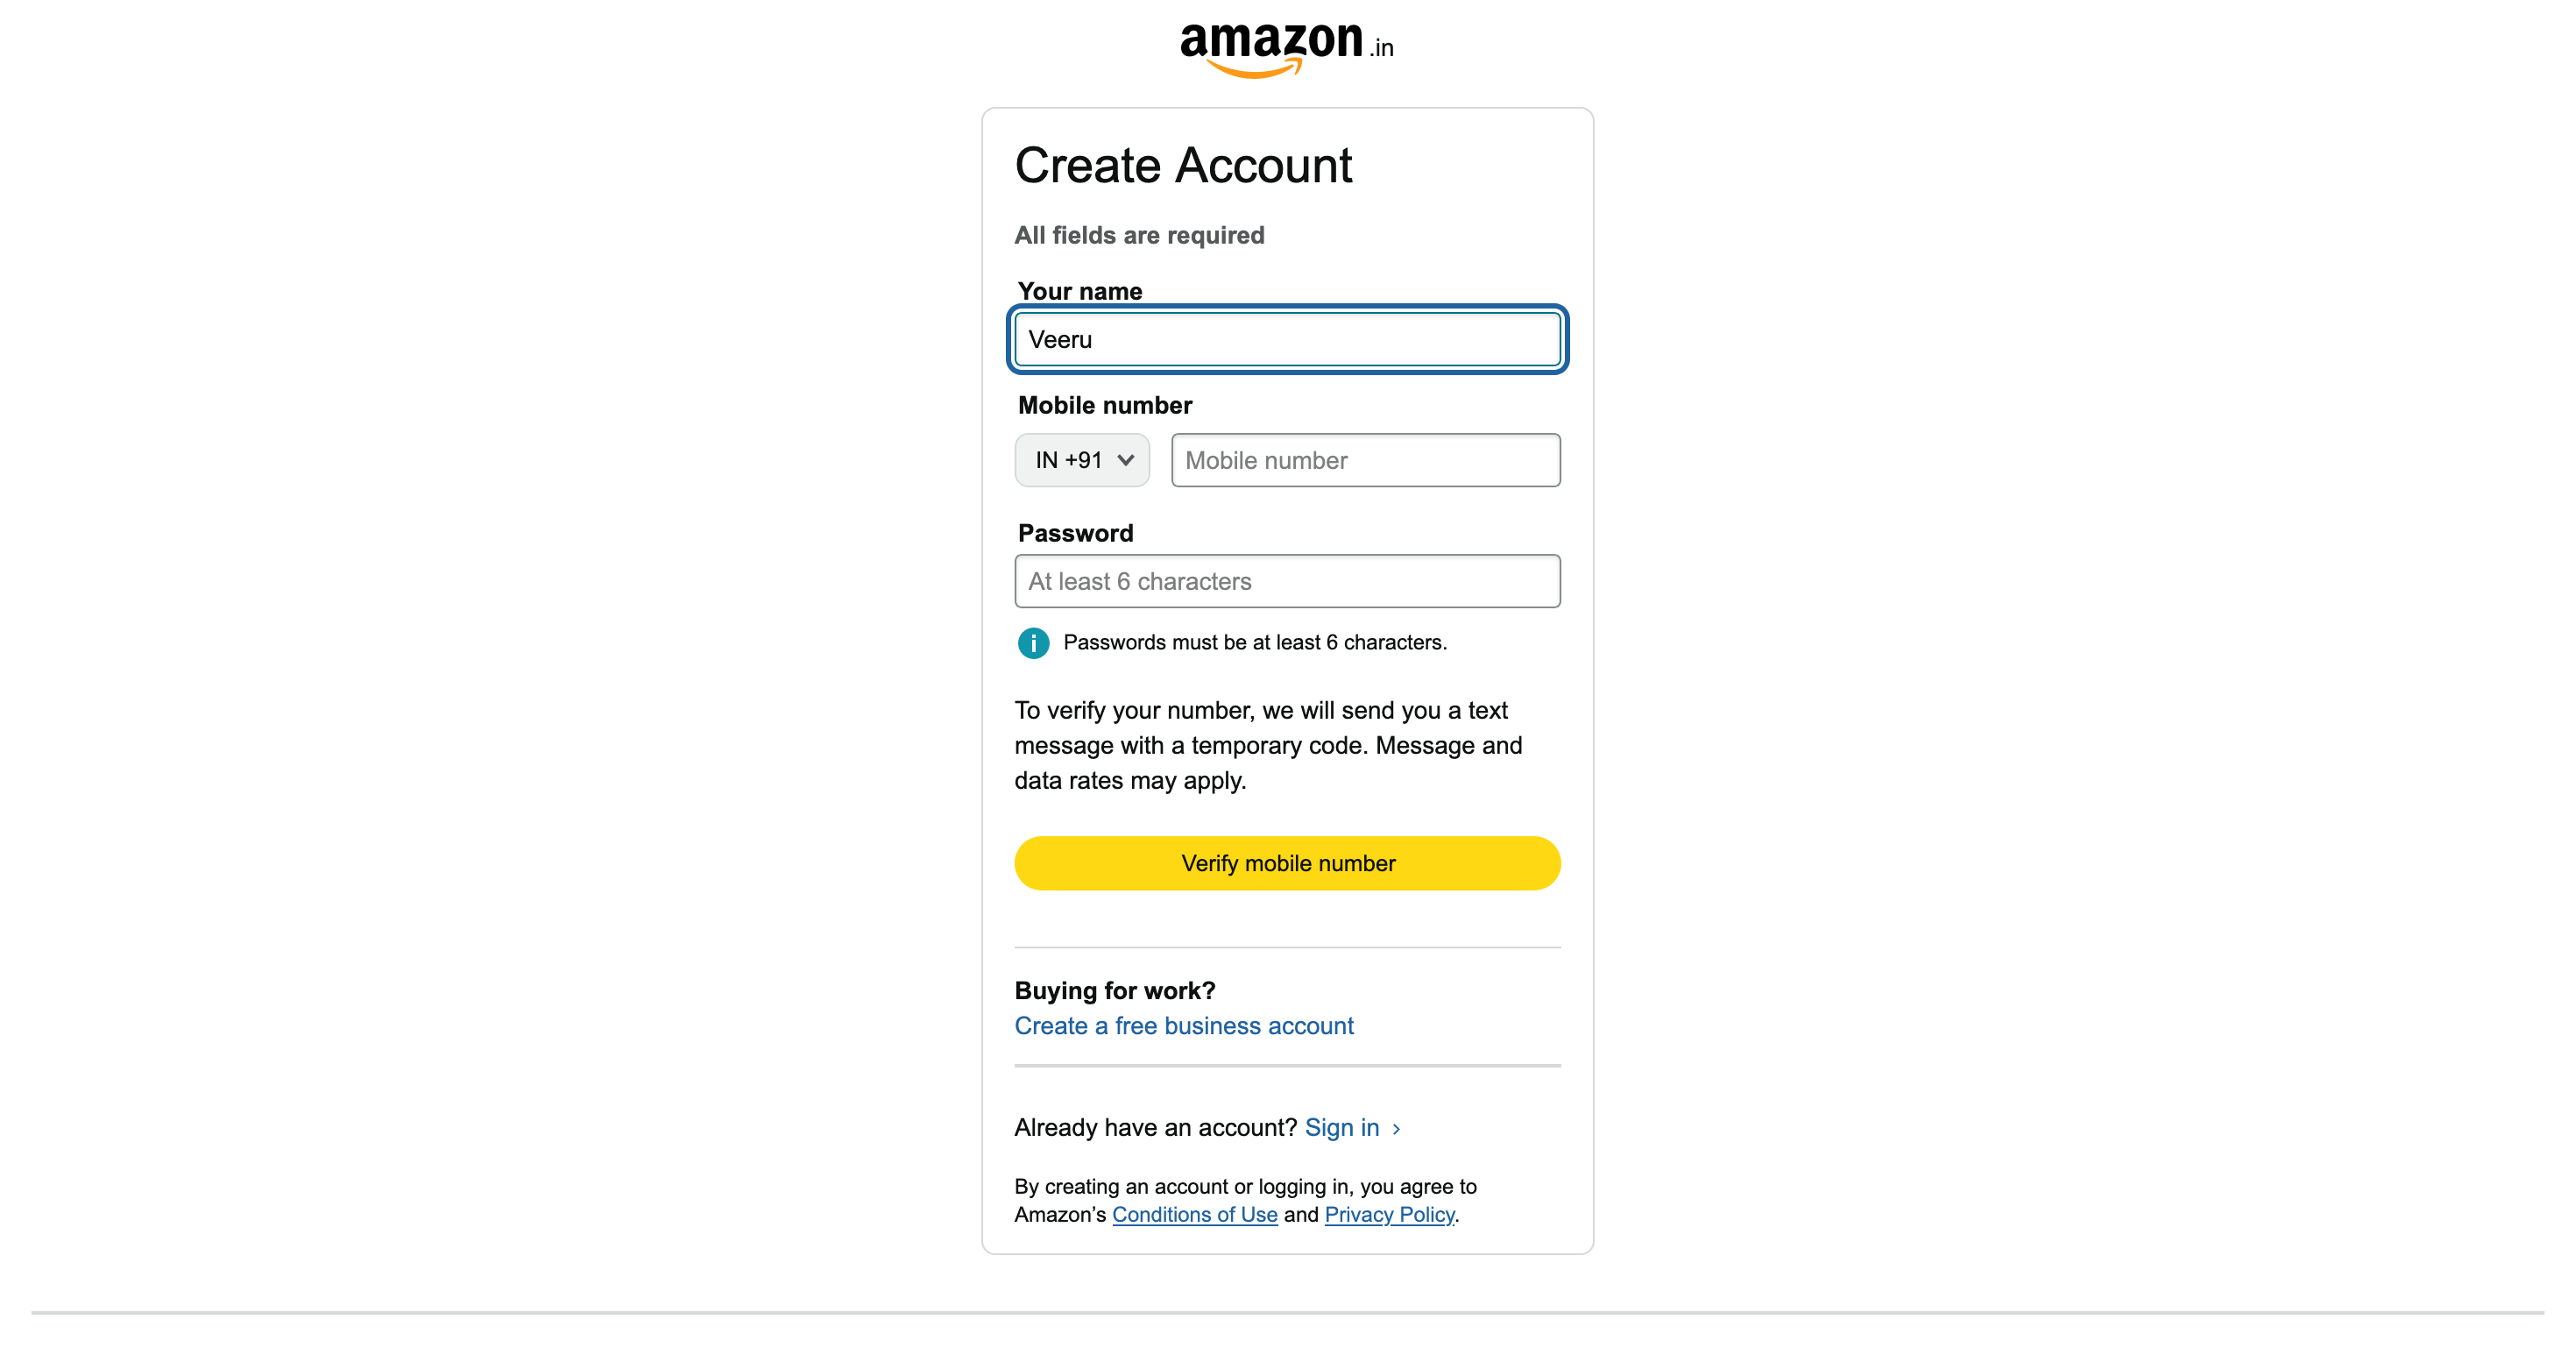 amazon.in
Create Account
All fields are required
Your name
Veeru
Mobile number
IN +91 Mobile number
Password
At least 6 characters
i Passwords must be at least 6 characters.
To verify your number, we will send you a text
message with a temporary code. Message and
data rates may apply.
Verify mobile number
Buying for work?
Create a free business account
Already have an account? Sign in ›
By creating an account or logging in, you agree to
Amazon’s Conditions of Use and Privacy Policy.